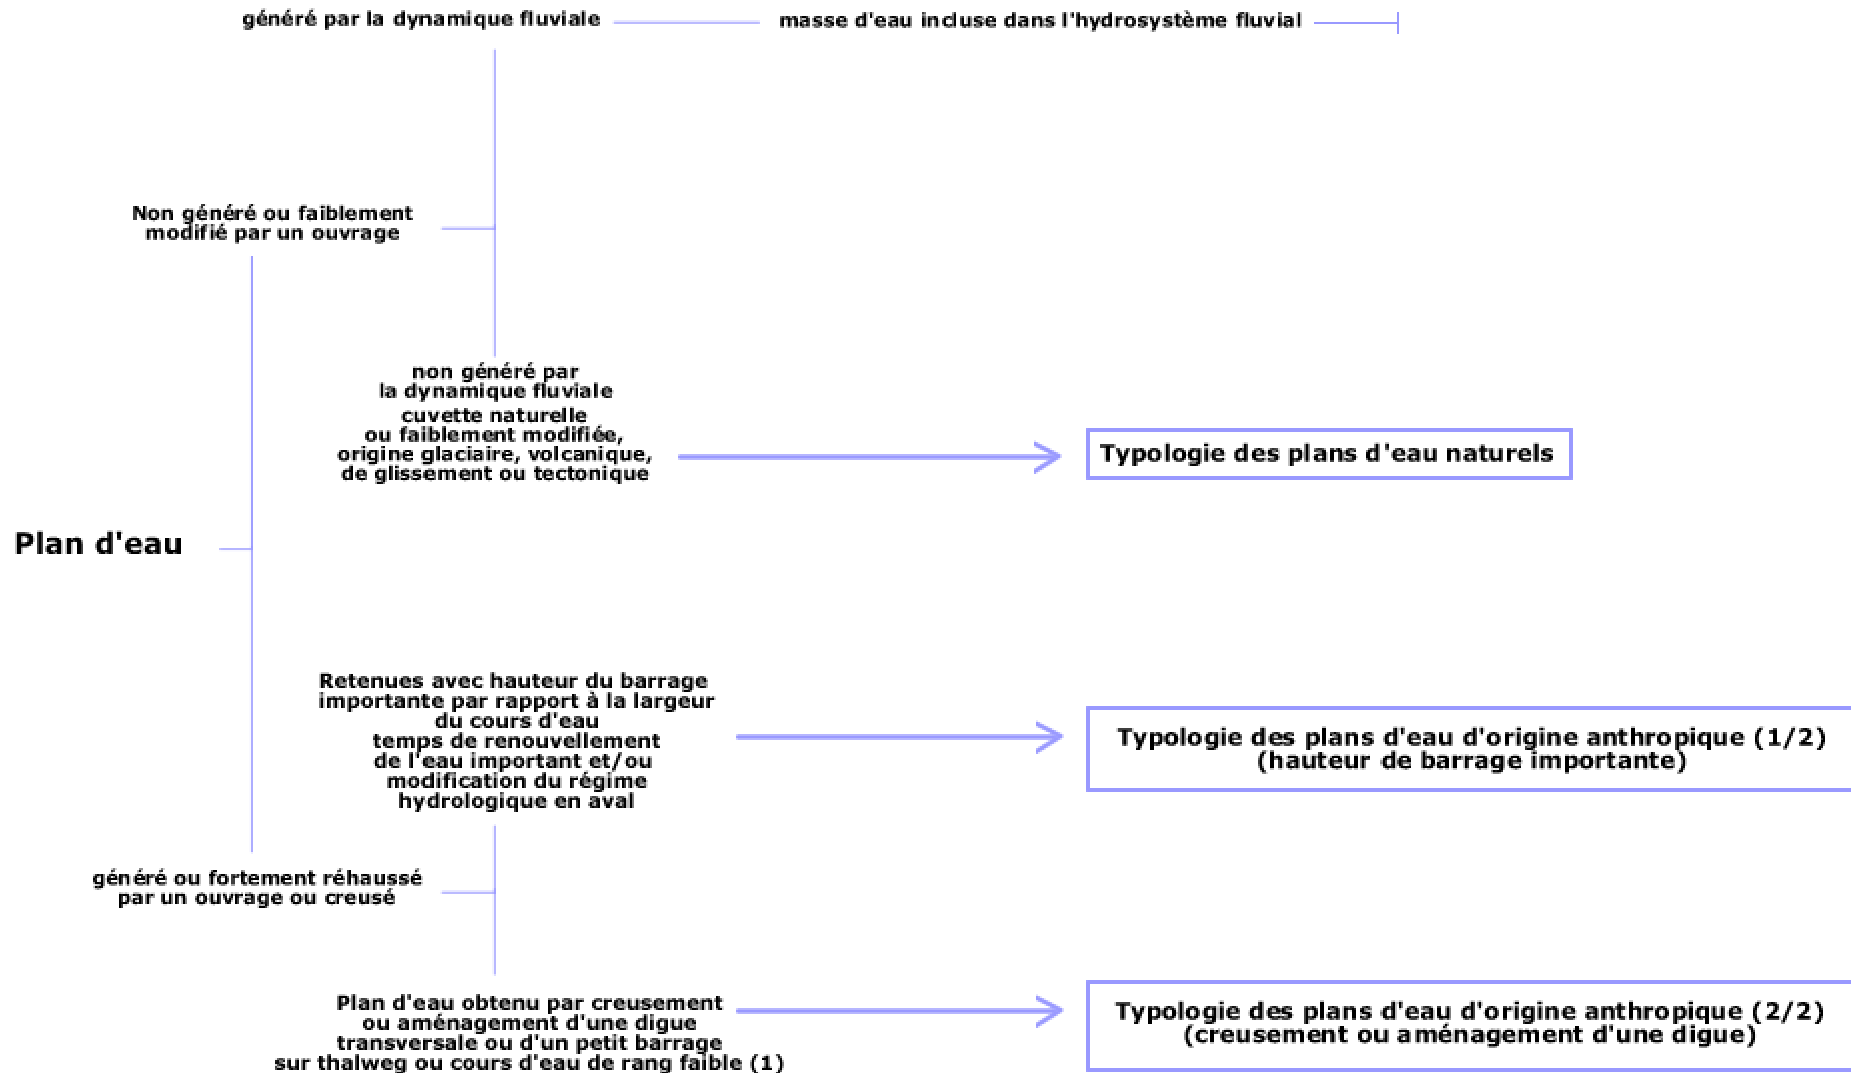 généré par la dynamique fluviale
masse d'eau incluse dans l'hydrosystème fluvial
Non généré ou faiblement
modifié par un ouvrage
non généré par
la dynamique fluviale
cuvette naturelle
ou faiblement modifiée,
origine glaciaire, volcanique,
de glissement ou tectonique
Typologie des plans d'eau naturels
Plan d'eau
Retenues avec hauteur du barrage
importante par rapport à la largeur
du cours d'eau
temps de renouvellement
de l'eau important et/ou
modification du régime
hydrologique en aval
Typologie des plans d'eau d'origine anthropique (1/2)
(hauteur de barrage importante)
généré ou fortement réhaussé
par un ouvrage ou creusé
Plan d'eau obtenu par creusement
ou aménagement d'une digue
transversale ou d'un petit barrage
sur thalweg ou cours d'eau de rang faible (1)
Typologie des plans d'eau d'origine anthropique (2/2)
(creusement ou aménagement d'une digue)